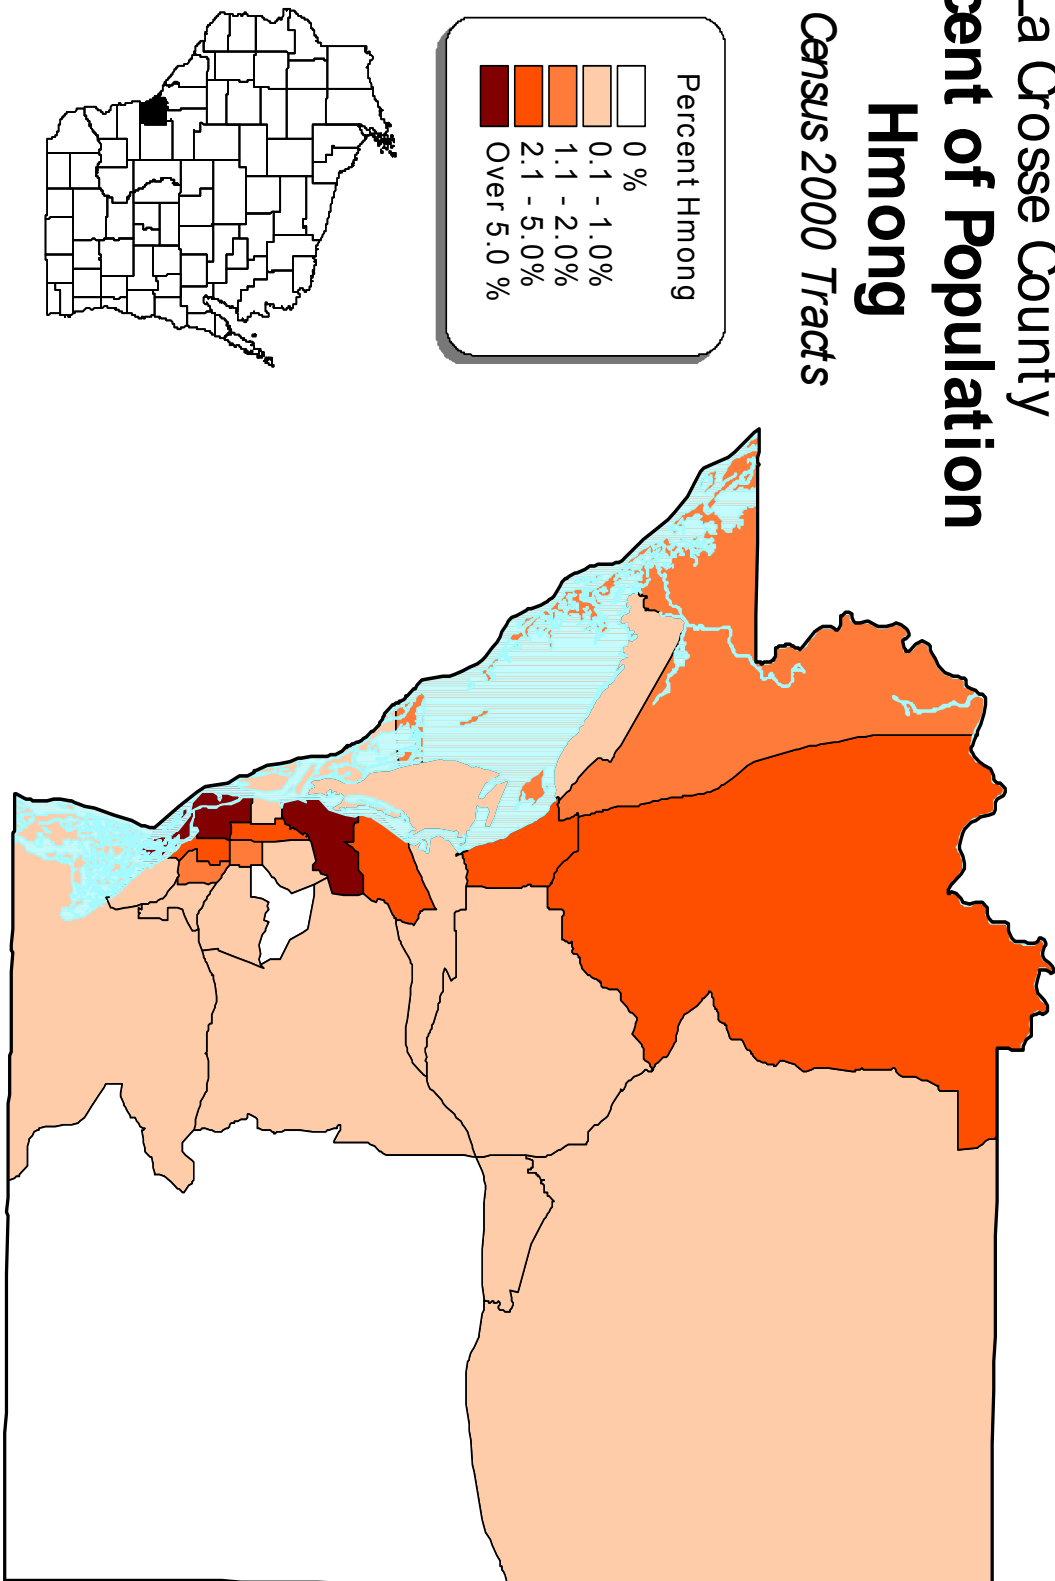 La Crosse County
cent of Population
Hmong
Census 2000 Tracts
Percent Hmong
0 %
0.1 - 1.0%
1.1 - 2.0%
2.1 - 5.0%
Over 5.0 %